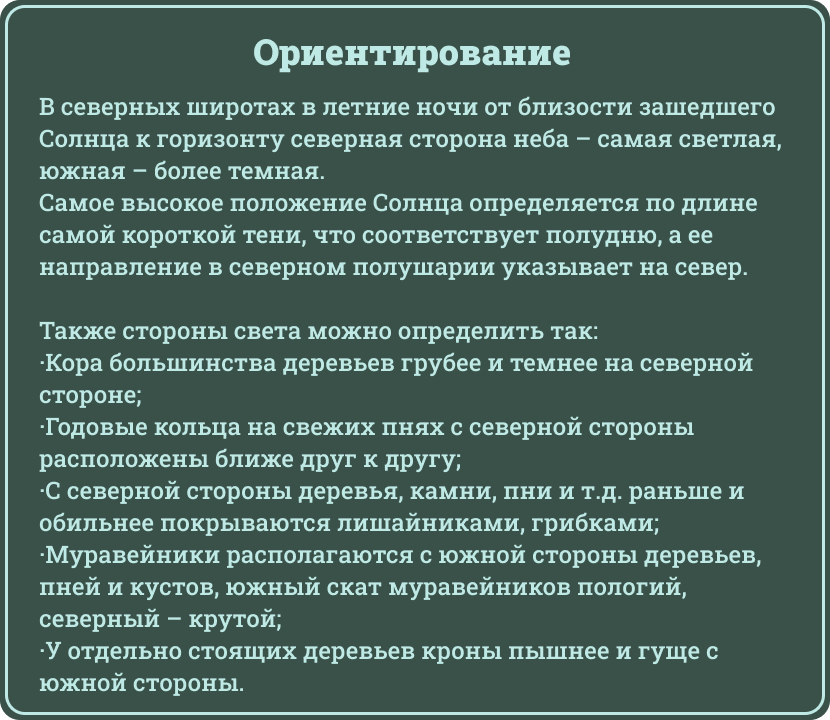 Ориентирование
В северных широтах в летние ночи от близости зашедшего
Солнца к горизонту северная сторона неба – самая светлая,
южная – более темная.
Самое высокое положение Солнца определяется по длине
самой короткой тени, что соответствует полудню, а ее
направление в северном полушарии указывает на север.
Также стороны света можно определить так:
·Кора большинства деревьев грубее и темнее на северной
стороне;
·Годовые кольца на свежих пнях с северной стороны
расположены ближе друг к другу;
·С северной стороны деревья, камни, пни и т.д. раньше и
обильнее покрываются лишайниками, грибками;
·Муравейники располагаются с южной стороны деревьев,
пней и кустов, южный скат муравейников пологий,
северный – крутой;
·У отдельно стоящих деревьев кроны пышнее и гуще с
южной стороны.